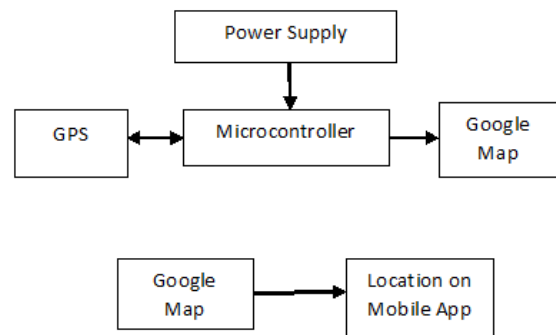 Power Supply
GPS
Microcontroller
Google
Map
Google
Map
Location on
Mobile App